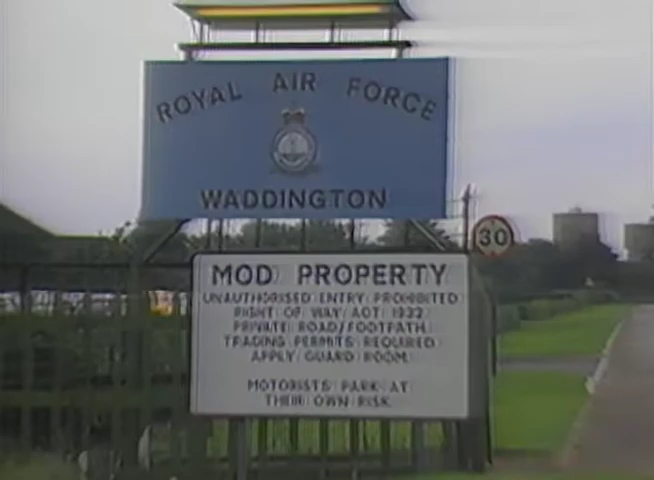 ROYAL AIR FORCE
WADDINGTON
30
MOD PROPERTY
UNAUTHORISED ENTRY PROHIBITED
RIGHT OF WAY ACT 1932
PRIVATE ROAD/FOOTPATH
TRADING PERMITS REQUIRED
APPLY GUARD ROOM
MOTORISTS PARK AT
THEIR OWN RISK